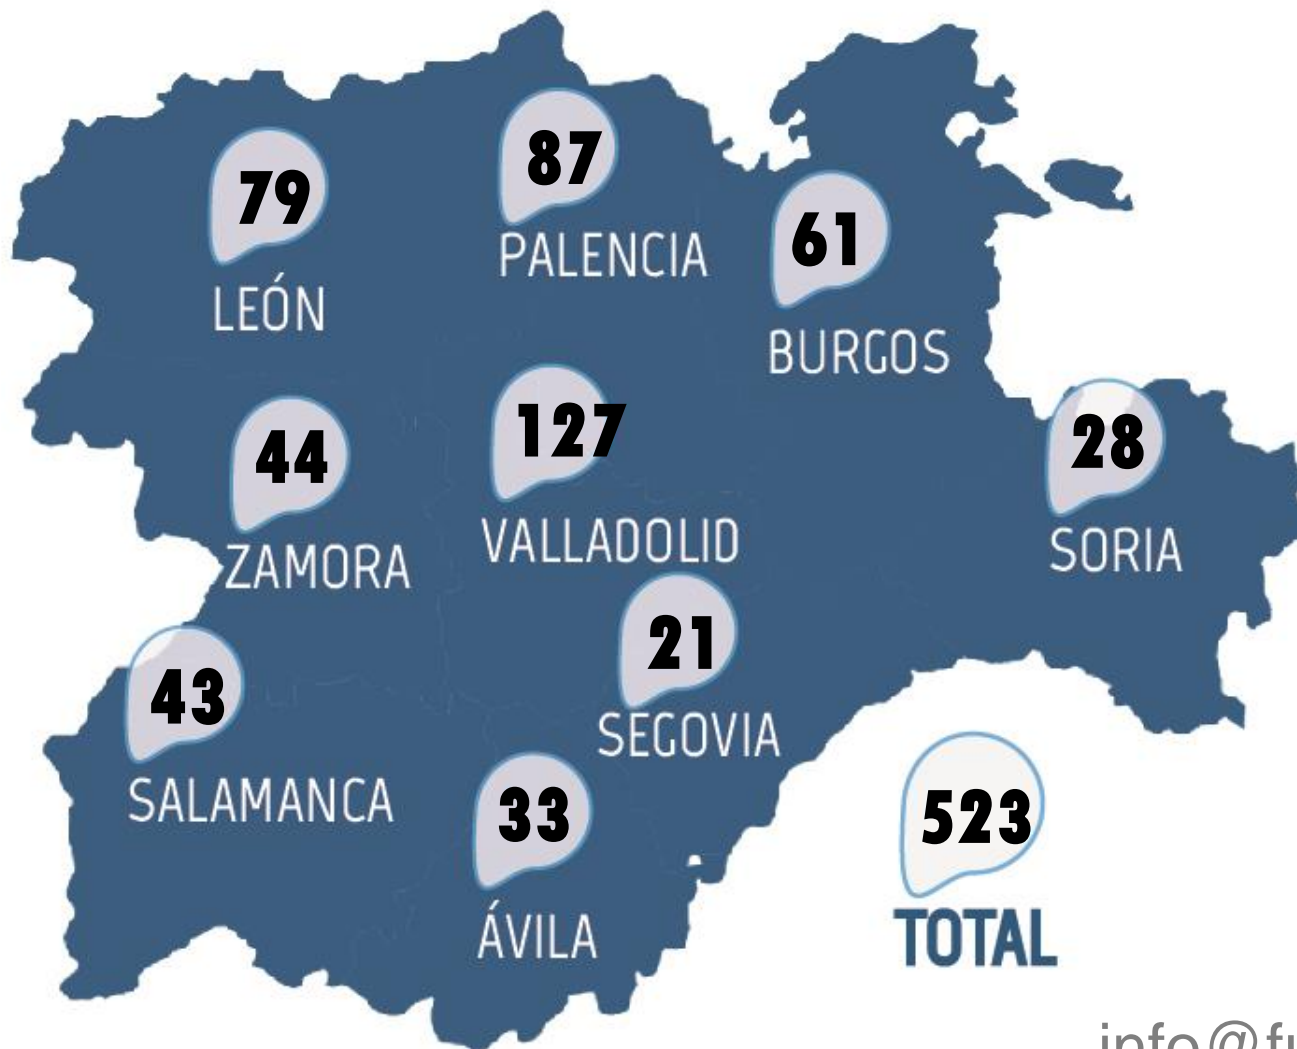 79
LEÓN
87
PALENCIA
61
BURGOS
44
ZAMORA
127
VALLADOLID
28
SORIA
43
SALAMANCA
21
SEGOVIA
33
ÁVILA
523
TOTAL